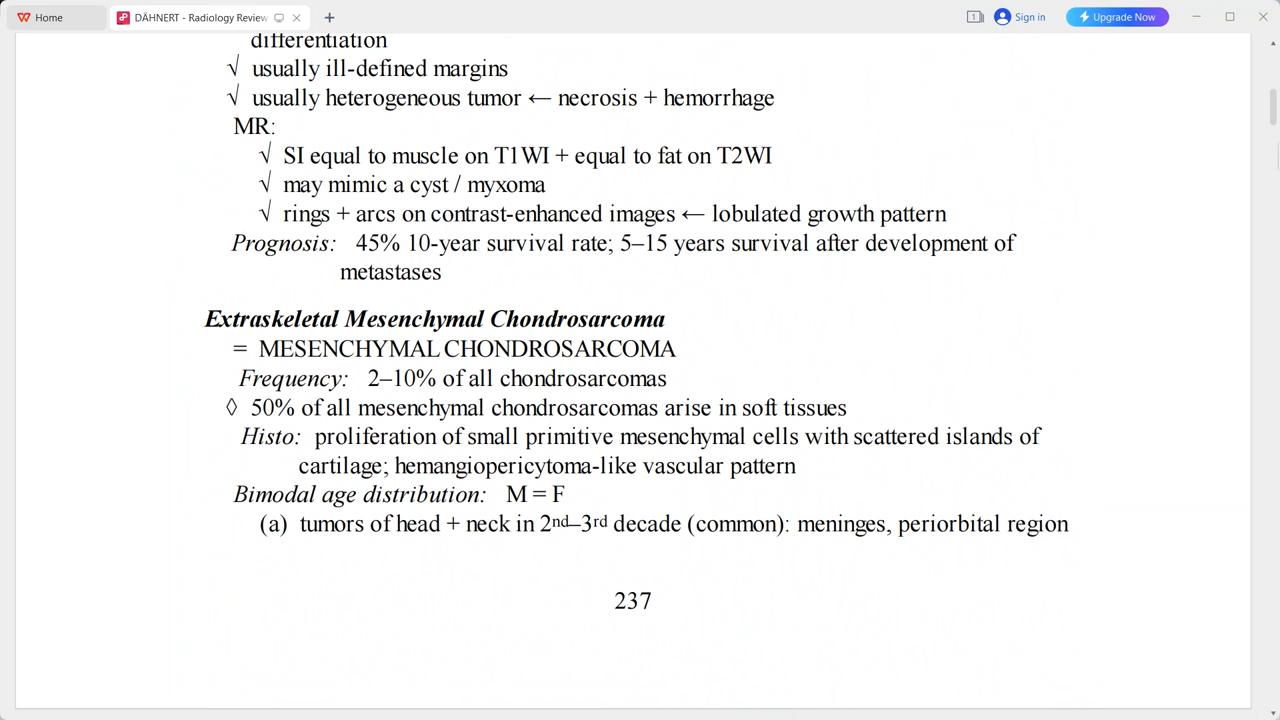 Home
DÄHNERT - Radiology Review
1
Sign in
Upgrade Now
differentiation
√ usually ill-defined margins
√ usually heterogeneous tumor ← necrosis + hemorrhage
MR:
√ SI equal to muscle on T1WI + equal to fat on T2WI
√ may mimic a cyst / myxoma
√ rings + arcs on contrast-enhanced images ← lobulated growth pattern
Prognosis: 45% 10-year survival rate; 5–15 years survival after development of
metastases
Extraskeletal Mesenchymal Chondrosarcoma
= MESENCHYMAL CHONDROSARCOMA
Frequency: 2–10% of all chondrosarcomas
◊ 50% of all mesenchymal chondrosarcomas arise in soft tissues
Histo: proliferation of small primitive mesenchymal cells with scattered islands of
cartilage; hemangiopericytoma-like vascular pattern
Bimodal age distribution: M = F
(a) tumors of head + neck in 2nd–3rd decade (common): meninges, periorbital region
237